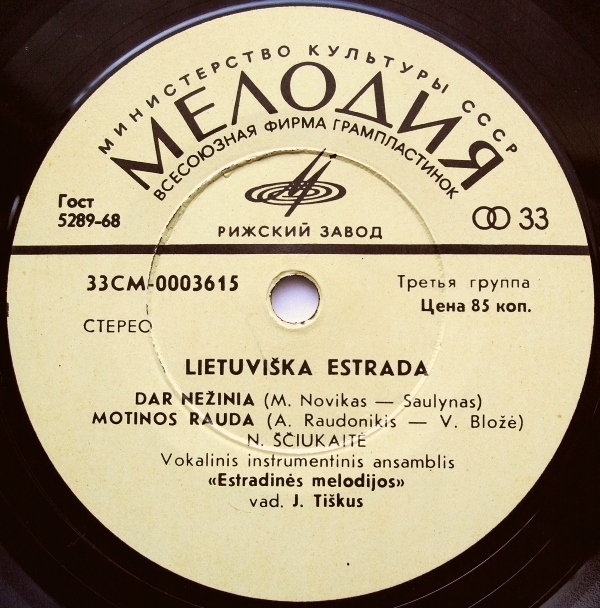 МИНИСТЕРСТВО КУЛЬТУРЫ СССР
МЕЛОДИЯ
ВСЕСОЮЗНАЯ ФИРМА ГРАМПЛАСТИНОК
Гост
5289-68
33
РИЖСКИЙ ЗАВОД
33СМ-0003615
Третья группа
Цена 85 коп.
СТЕРЕО
LIETUVIŠKA ESTRADA
DAR NEŽINIA (M. Novikas — Saulynas)
MOTINOS RAUDA (A. Raudonikis — V. Bložė)
N. ŠČIUKAITĖ
Vokalinis instrumentinis ansamblis
«Estradinės melodijos»
vad. J. Tiškus